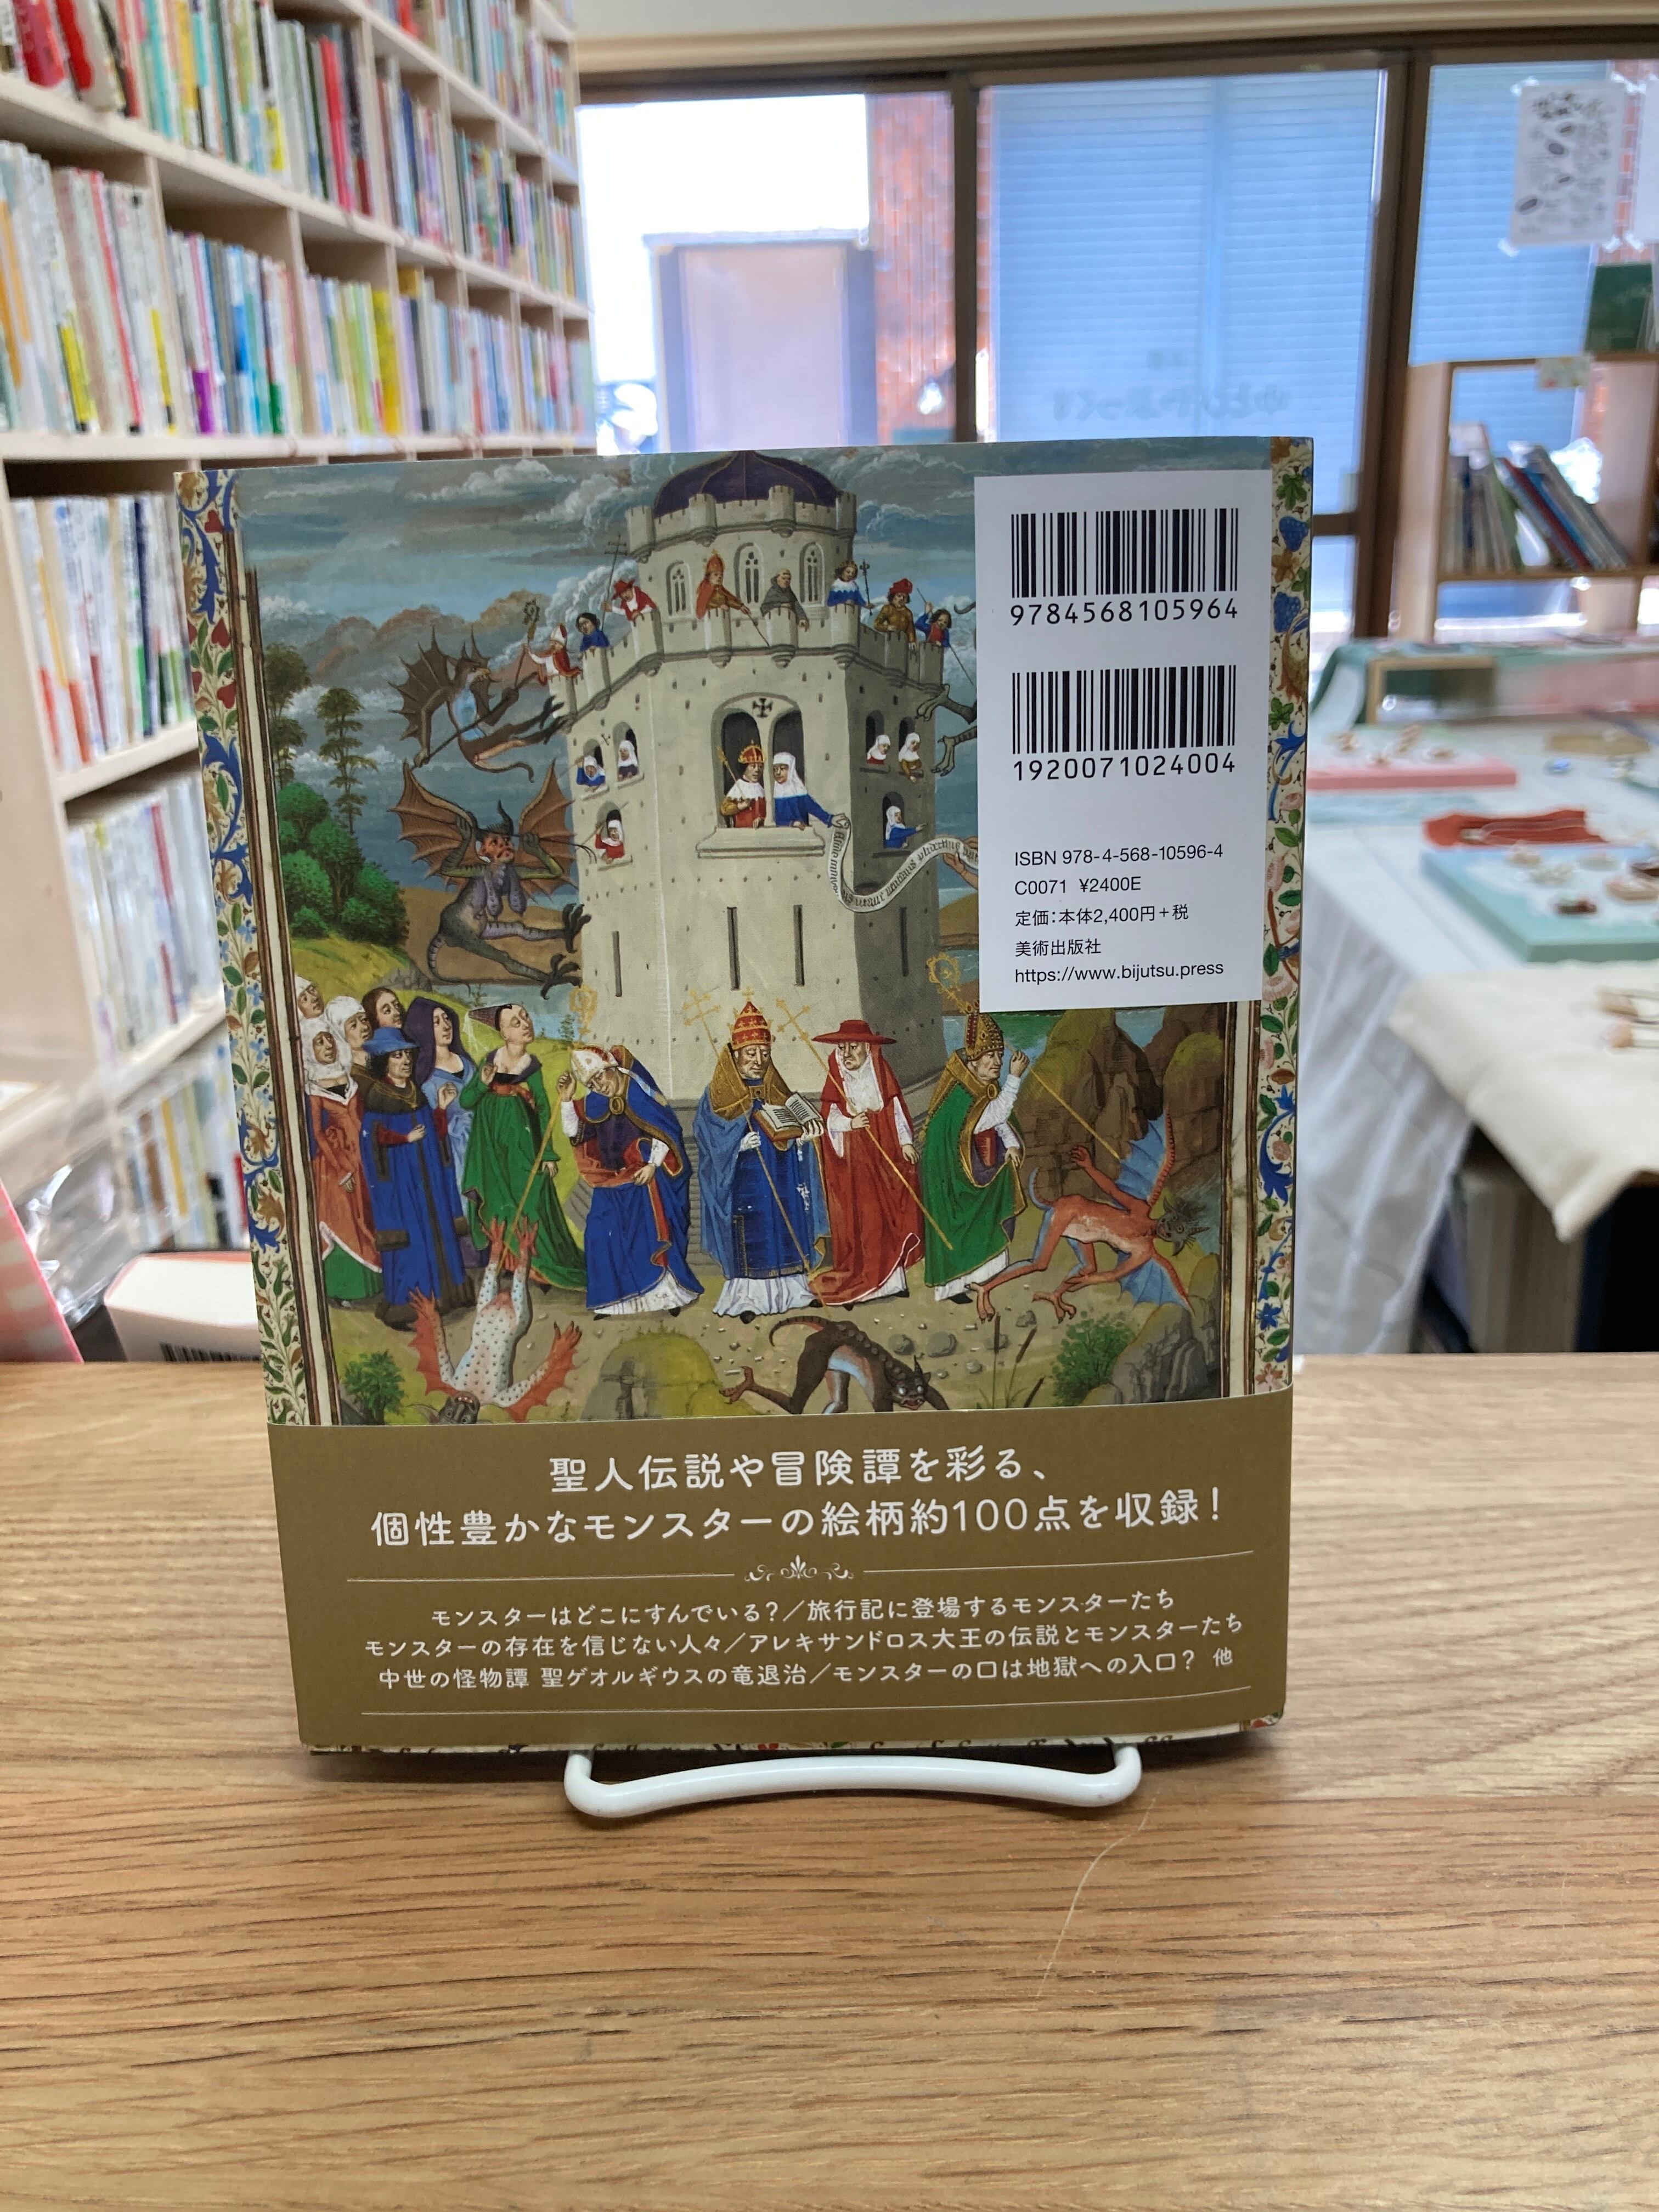 9784568105964
1920071024004
ISBN 978-4-568-10596-4
C0071 ¥2400E
定価:本体2,400円+税
美術出版社
https://www.bijutsu.press
聖人伝説や冒険譚を彩る、
個性豊かなモンスターの絵柄約100点を収録!
モンスターはどこにすんでいる?/旅行記に登場するモンスターたち
モンスターの存在を信じない人々/アレキサンドロス大王の伝説とモンスターたち
中世の怪物譚 聖ゲオルギウスの竜退治/モンスターの口は地獄への入口? 他